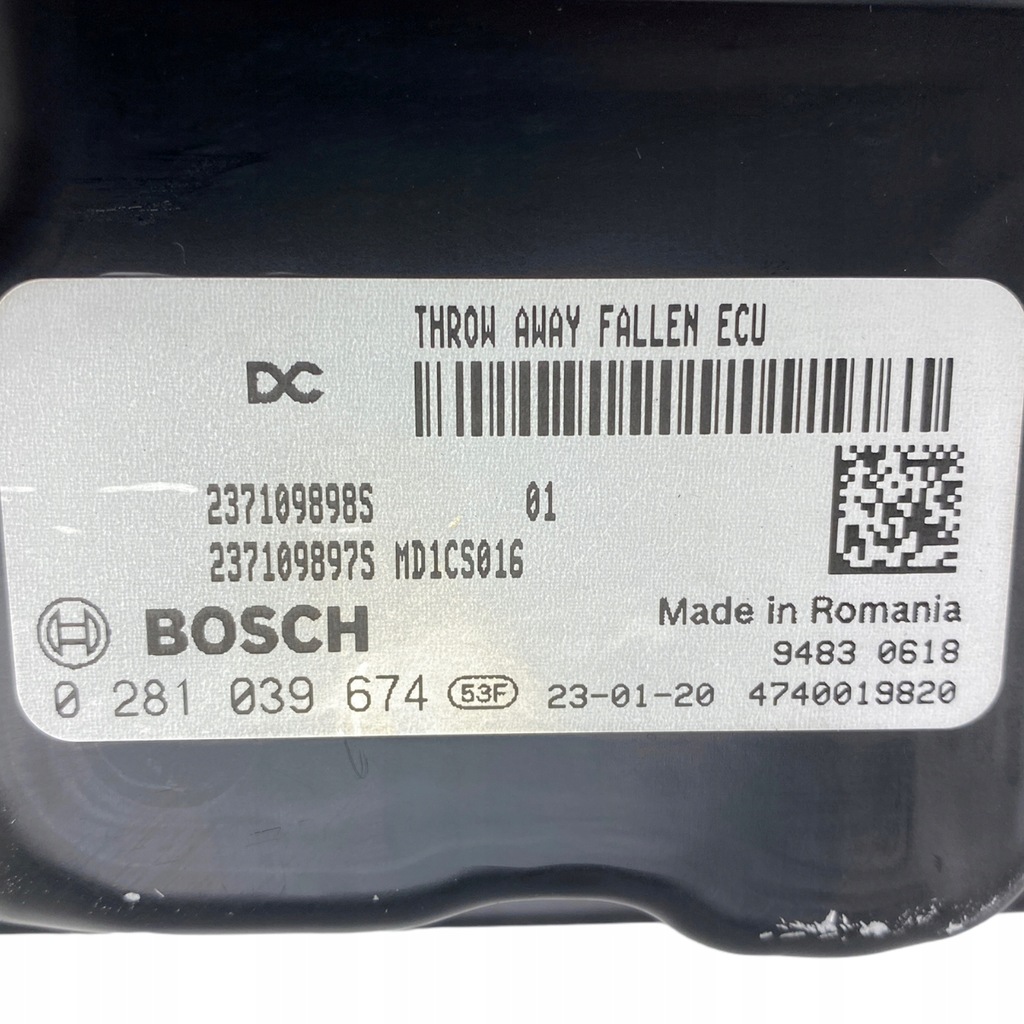 THROW AWAY FALLEN ECU
DC
237109898S 01
237109897S MD1CS016
BOSCH
Made in Romania
9483 0618
0 281 039 674 53F 23-01-20 4740019820